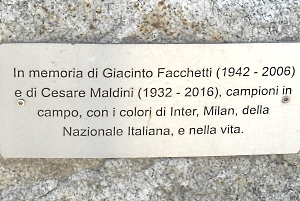 In memoria di Giacinto Facchetti (1942 - 2006)
e di Cesare Maldini (1932 - 2016), campioni in
campo, con i colori di Inter, Milan, della
Nazionale Italiana, e nella vita.